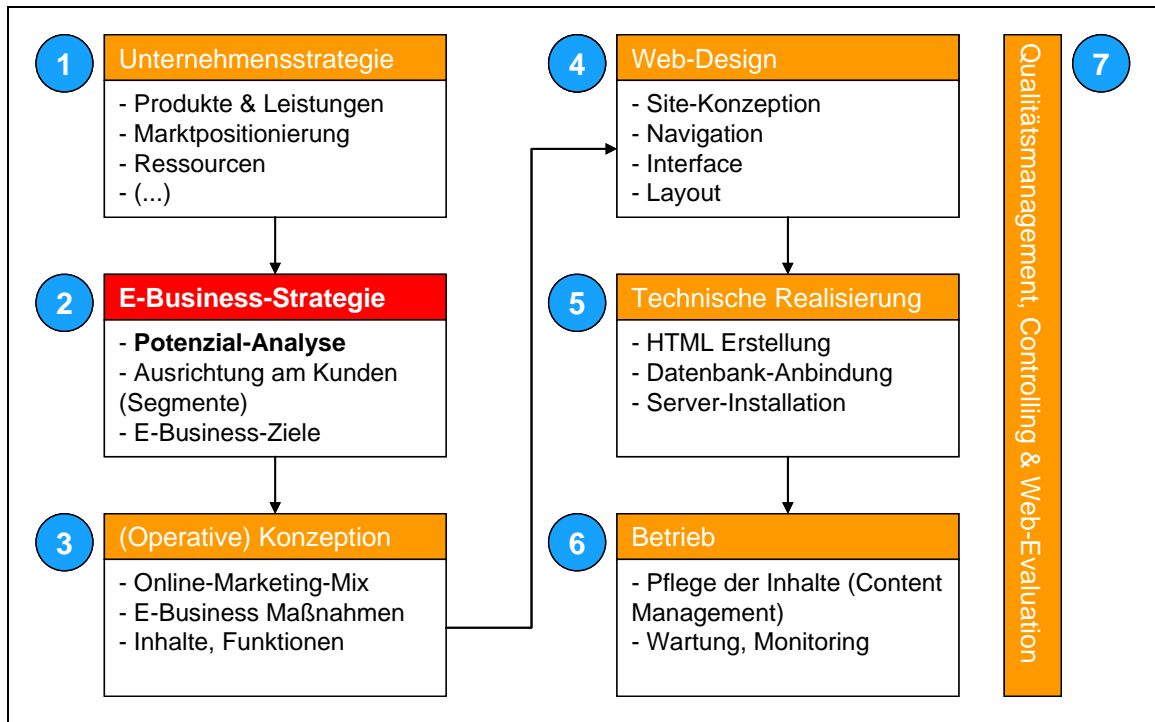 1
Unternehmensstrategie
- Produkte & Leistungen
- Marktpositionierung
- Ressourcen
- (...)
2
E-Business-Strategie
- Potenzial-Analyse
- Ausrichtung am Kunden
(Segmente)
- E-Business-Ziele
3
(Operative) Konzeption
- Online-Marketing-Mix
- E-Business Maßnahmen
- Inhalte, Funktionen
4
Web-Design
- Site-Konzeption
- Navigation
- Interface
- Layout
5
Technische Realisierung
- HTML Erstellung
- Datenbank-Anbindung
- Server-Installation
6
Betrieb
- Pflege der Inhalte (Content
Management)
- Wartung, Monitoring
7
Qualitätsmanagement, Controlling & Web-Evaluation